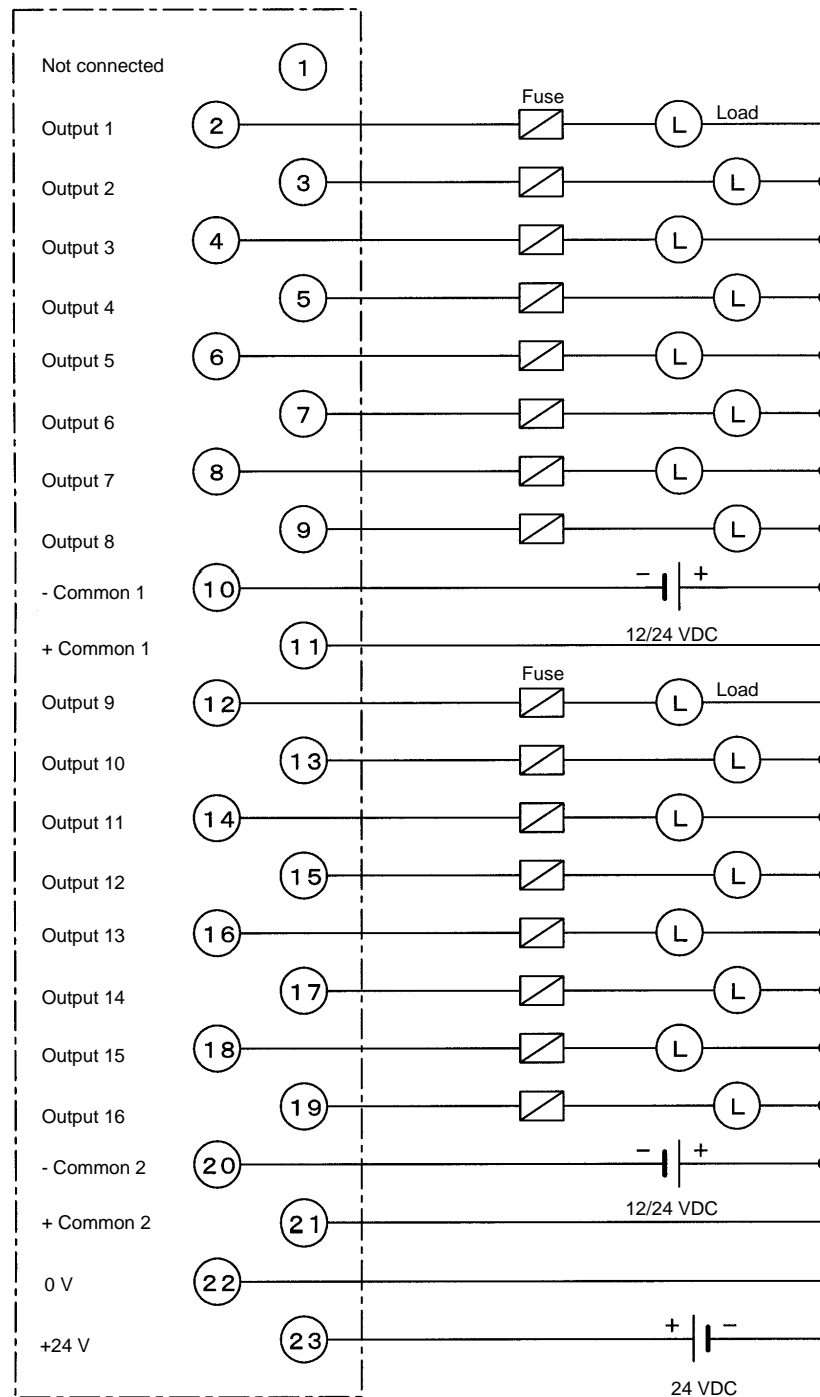 Not connected 1
Fuse
Output 1 2 L Load
Output 2 3 L
Output 3 4 L
Output 4 5 L
Output 5 6 L
Output 6 7 L
Output 7 8 L
Output 8 9 L
- Common 1 10 − +
12/24 VDC
+ Common 1 11
Fuse
Output 9 12 L Load
Output 10 13 L
Output 11 14 L
Output 12 15 L
Output 13 16 L
Output 14 17 L
Output 15 18 L
Output 16 19 L
- Common 2 20 − +
12/24 VDC
+ Common 2 21
0 V 22
+24 V 23 + −
24 VDC